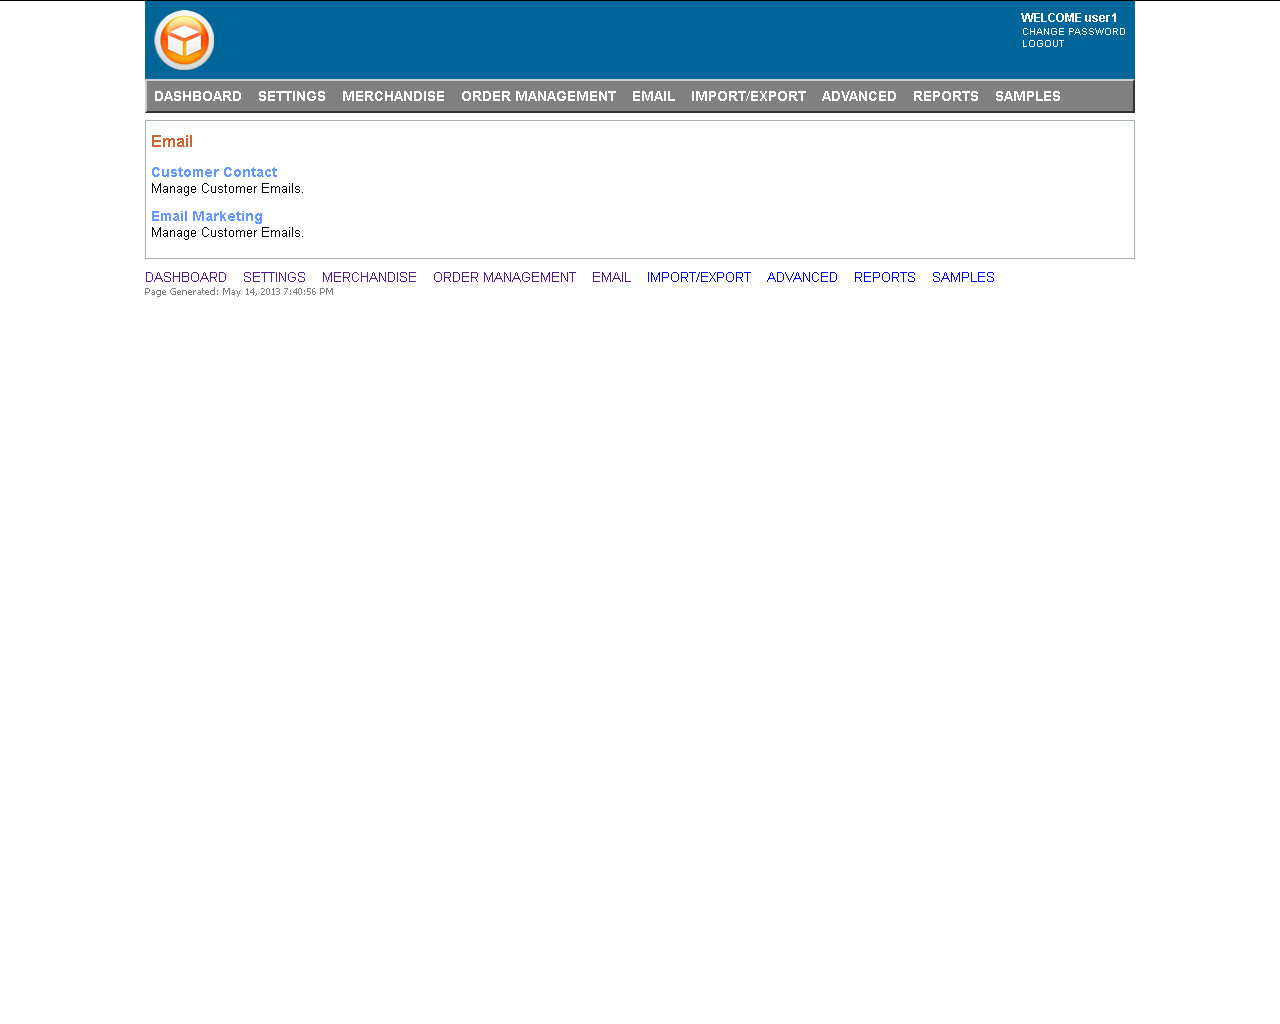 WELCOME user1
CHANGE PASSWORD
LOGOUT
DASHBOARD SETTINGS MERCHANDISE ORDER MANAGEMENT EMAIL IMPORT/EXPORT ADVANCED REPORTS SAMPLES
Email
Customer Contact
Manage Customer Emails.
Email Marketing
Manage Customer Emails.
DASHBOARD SETTINGS MERCHANDISE ORDER MANAGEMENT EMAIL IMPORT/EXPORT ADVANCED REPORTS SAMPLES
Page Generated: May 14, 2013 7:40:56 PM